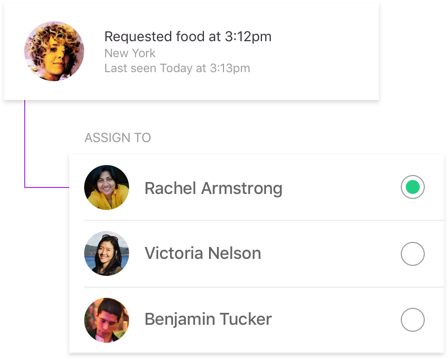 Requested food at 3:12pm
New York
Last seen Today at 3:13pm
ASSIGN TO
Rachel Armstrong
Victoria Nelson
Benjamin Tucker